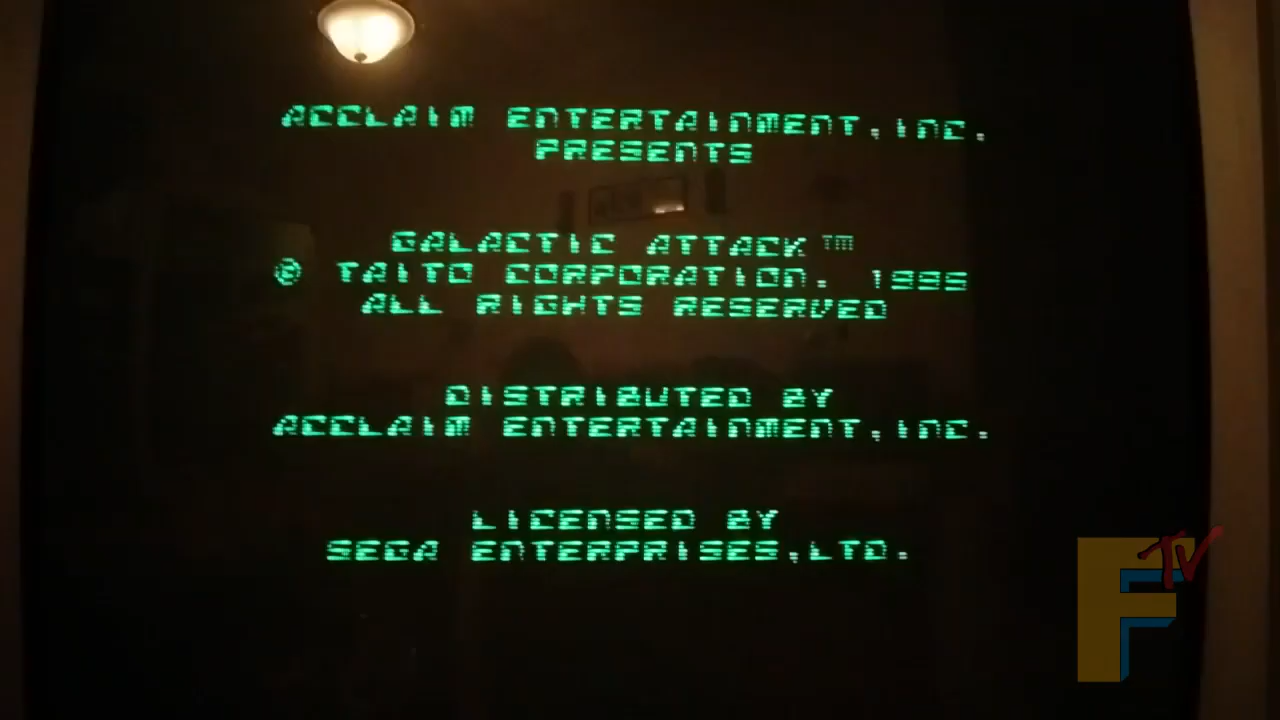 ACCLAIM ENTERTAINMENT,INC.
PRESENTS
GALACTIC ATTACK™
© TAITO CORPORATION. 1995
ALL RIGHTS RESERVED
DISTRIBUTED BY
ACCLAIM ENTERTAINMENT,INC.
LICENSED BY
SEGA ENTERPRISES,LTD.
F TV